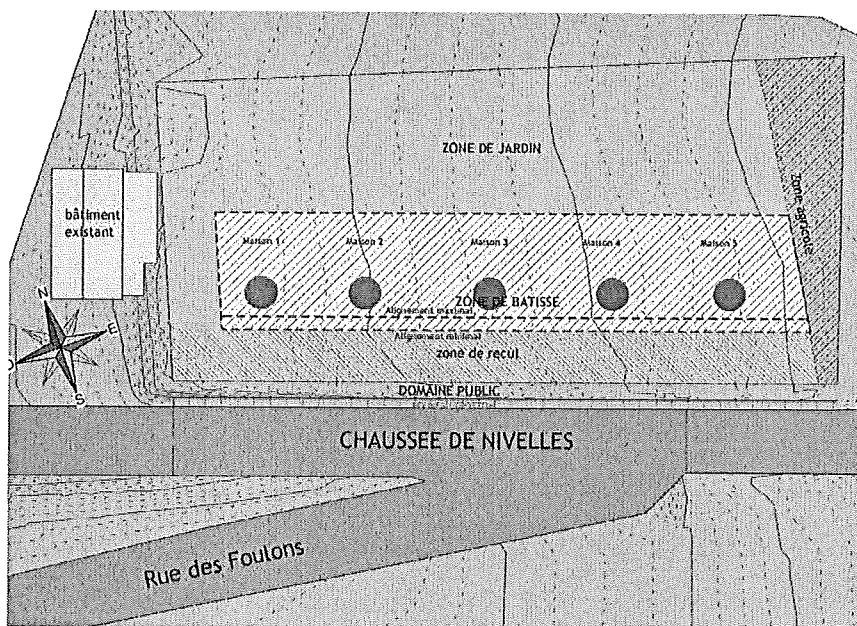 ZONE DE JARDIN
Zone agricole
bâtiment
existant
Maison 1
Maison 2
Maison 3
Maison 4
Maison 5
ZONE DE BATISSE
Alignement maximal
Alignement minimal
zone de recul
N
E
S
O
DOMAINE PUBLIC
CHAUSSEE DE NIVELLES
Rue des Foulons